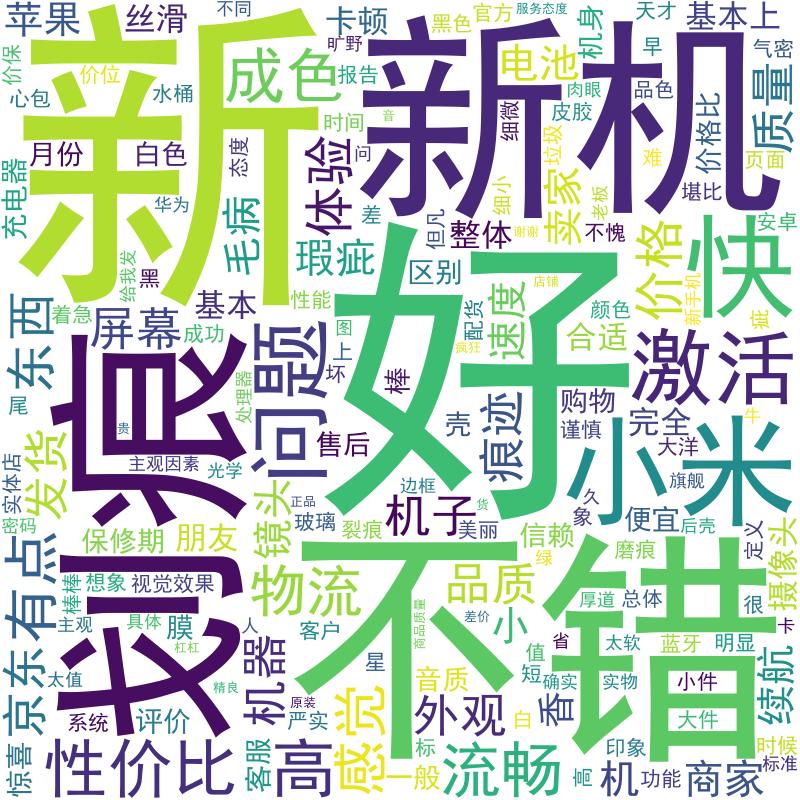 苹果
丝滑
不同
卡顿
黑色
官方
服务态度
机身
天才
基本上
新
新机
旷野
价保
价位
成色
报告
电池
肉眼
早
气密
心包
水桶
时间
音
细微
皮胶
品色
质量
月份
白色
态度
体验
问
垃圾
难
价格比
页面
充电器
华为
毛病
差
但凡
整体
谢谢
细小
卖家
老板
不愧
堪比
安卓
给我发
黑
瑕疵
区别
店铺
价格
快
好
着急
基本
性能
配货
速度
颜色
新手机
疵
东西
屏幕
成功
图
上
疯狂
合适
激活
尾
划痕
问题
处理器
坏
棒
购物
牛
贵
痕迹
壳
谨慎
完全
小米
实体店
发货
主观因素
光学
售后
大洋
旗舰
密码
正品
边框
机子
货
久
象
便宜
后壳
定义
保修期
朋友
镜头
玻璃
裂痕
美丽
信赖
磨痕
摄像头
京东
有点
棒棒
想象
视觉效果
物流
不错
品质
绿
主观
具体
膜
人
客户
商品质量
差价
小
厚道
总体
很
太值
杠杠
机器
星
值
省
太软
蓝牙
明显
卡
续航
精良
原装
音质
短
确实
实物
小件
系统
评价
严实
感觉
外观
白
香
大件
惊喜
性价比
客服
高
标
一般
流畅
印象
高
机
功能
商家
时候
标准